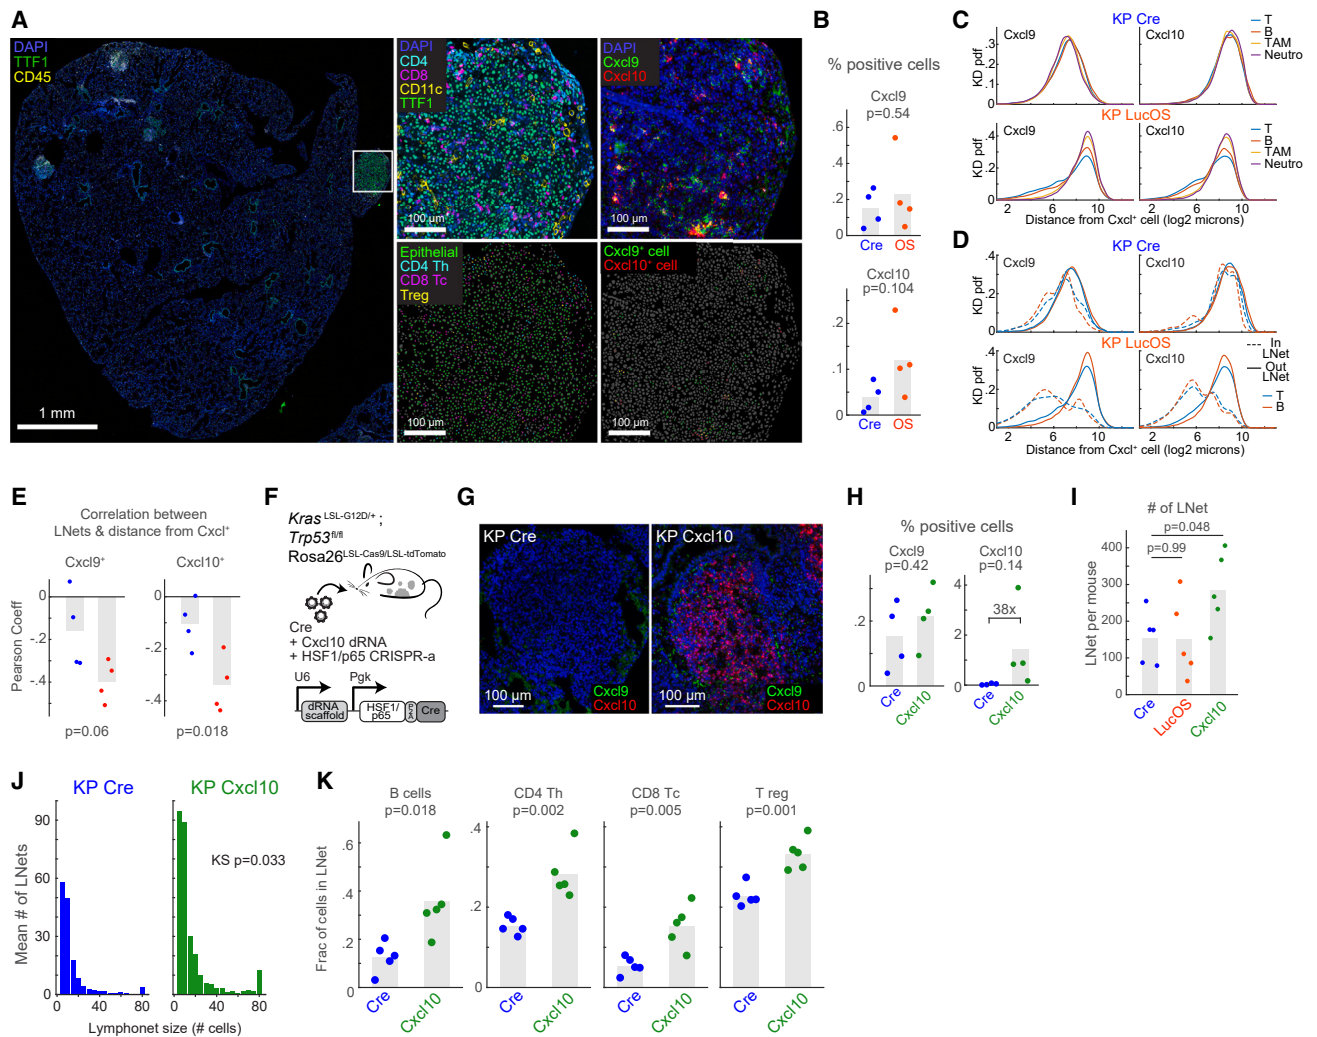 A
DAPI
TTF1
CD45
1 mm
DAPI
CD4
CD8
CD11c
TTF1
100 µm
DAPI
Cxcl9
Cxcl10
100 µm
Epithelial
CD4 Th
CD8 Tc
Treg
100 µm
Cxcl9⁺ cell
Cxcl10⁺ cell
100 µm
B
% positive cells
Cxcl9
p=0.54
.6
.4
.2
0
Cre OS
Cxcl10
p=0.104
.2
.1
0
Cre OS
C
KP Cre
Cxcl9
Cxcl10
T
B
TAM
Neutro
KD pdf
.3
.2
.1
0
KP LucOS
Cxcl9
Cxcl10
T
B
TAM
Neutro
KD pdf
.4
.2
0
2 6 10 2 6 10
Distance from Cxcl⁺ cell (log2 microns)
D
KP Cre
Cxcl9
Cxcl10
KD pdf
.4
.2
0
KP LucOS
Cxcl9
Cxcl10
In
LNet
Out
LNet
T
B
KD pdf
.4
.2
0
2 6 10 2 6 10
Distance from Cxcl⁺ cell (log2 microns)
E
Correlation between
LNets & distance from Cxcl⁺
Cxcl9⁺
Cxcl10⁺
Pearson Coeff
0
-.2
-.4
0
-.2
-.4
p=0.06
p=0.018
F
Kras LSL-G12D/+ ;
Trp53 fl/fl
Rosa26 LSL-Cas9/LSL-tdTomato
Cre
+ Cxcl10 dRNA
+ HSF1/p65 CRISPR-a
U6
Pgk
dRNA
scaffold
HSF1/
p65
Cre
G
KP Cre
100 µm
Cxcl9
Cxcl10
KP Cxcl10
100 µm
Cxcl9
Cxcl10
H
% positive cells
Cxcl9
p=0.42
.4
.2
0
Cre
Cxcl10
Cxcl10
p=0.14
4
38x
2
0
Cre
Cxcl10
I
# of LNet
p=0.048
p=0.99
LNet per mouse
400
300
200
100
0
Cre
LucOS
Cxcl10
J
KP Cre
KP Cxcl10
KS p=0.033
Mean # of LNets
90
60
30
0
0 40 80 0 40 80
Lymphonet size (# cells)
K
B cells
p=0.018
CD4 Th
p=0.002
CD8 Tc
p=0.005
T reg
p=0.001
Frac of cells in LNet
.6
.4
.2
0
.4
.2
0
Cre
Cxcl10
Cre
Cxcl10
Cre
Cxcl10
Cre
Cxcl10